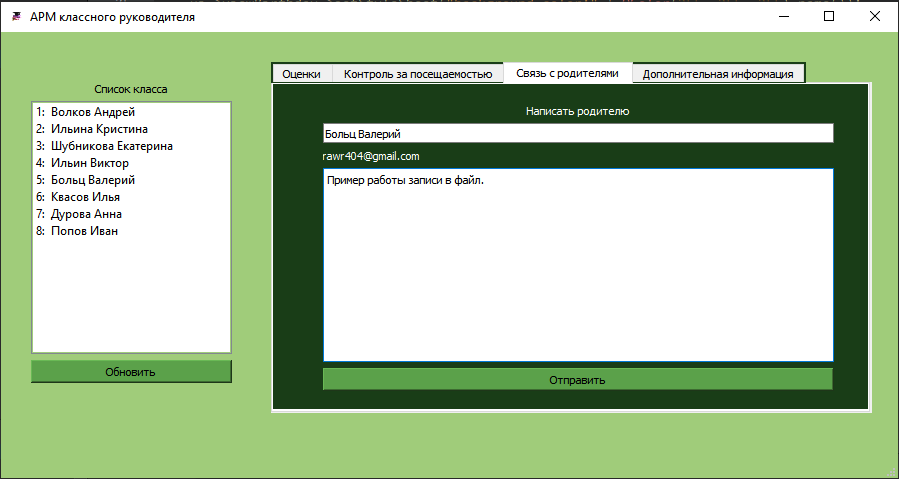 АРМ классного руководителя
Список класса
1: Волков Андрей
2: Ильина Кристина
3: Шубникова Екатерина
4: Ильин Виктор
5: Больц Валерий
6: Квасов Илья
7: Дурова Анна
8: Попов Иван
Обновить
Оценки
Контроль за посещаемостью
Связь с родителями
Дополнительная информация
Написать родителю
Больц Валерий
rawr404@gmail.com
Пример работы записи в файл.
Отправить